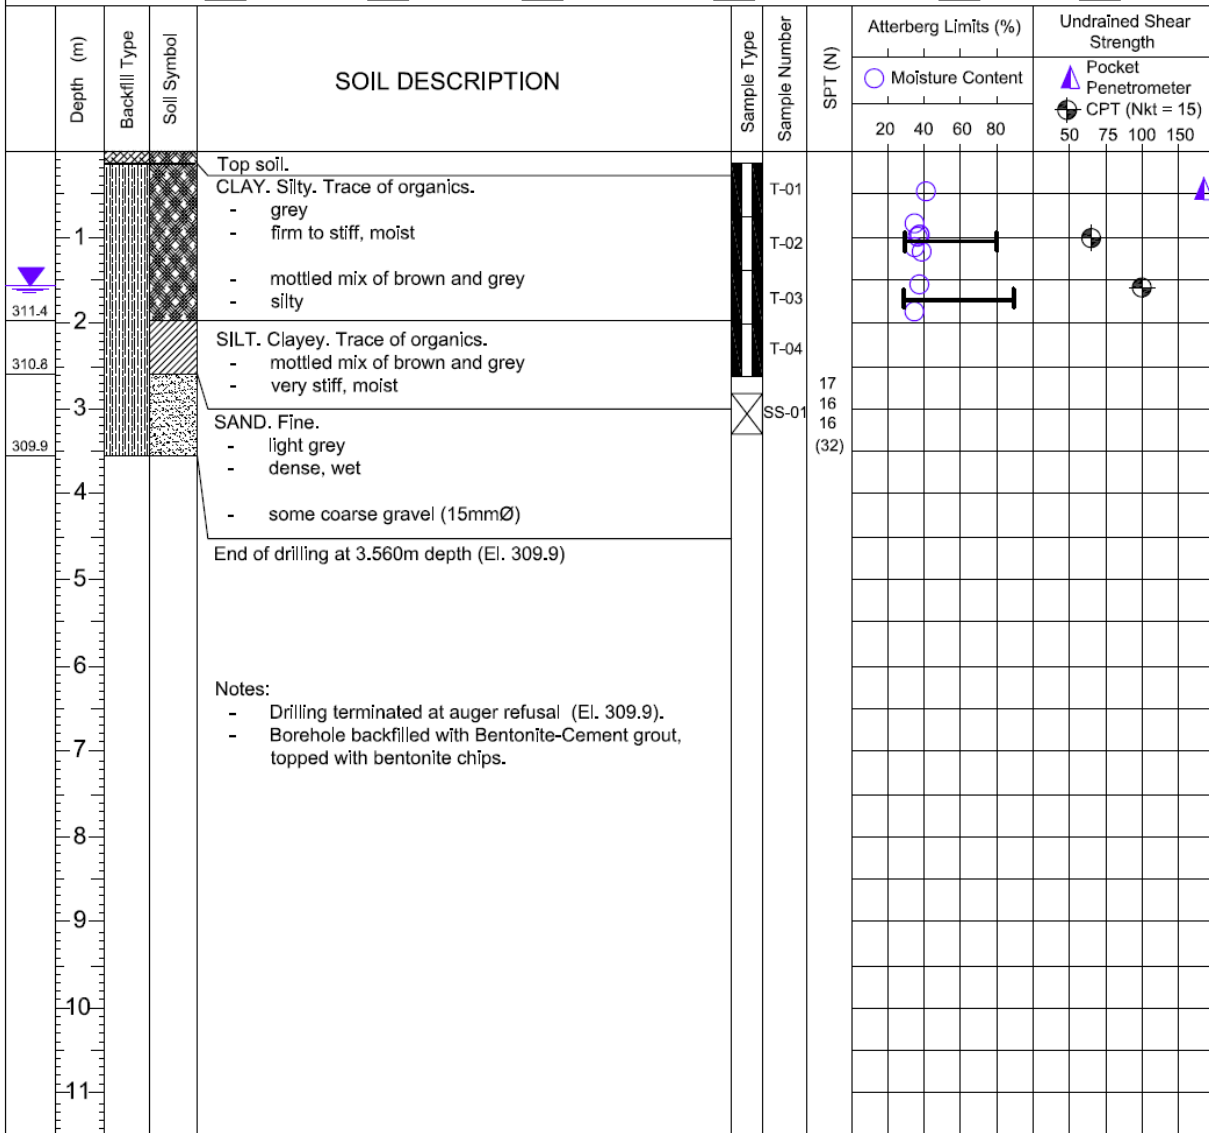 Depth (m)
Backfill Type
Soil Symbol
SOIL DESCRIPTION
Sample Type
Sample Number
SPT (N)
Atterberg Limits (%)
Moisture Content
20 40 60 80
Undrained Shear
Strength
Pocket
Penetrometer
CPT (Nkt = 15)
50 75 100 150
Top soil.
CLAY. Silty. Trace of organics.
- grey
- firm to stiff, moist
- mottled mix of brown and grey
- silty
SILT. Clayey. Trace of organics.
- mottled mix of brown and grey
- very stiff, moist
SAND. Fine.
- light grey
- dense, wet
- some coarse gravel (15mmØ)
End of drilling at 3.560m depth (El. 309.9)
Notes:
- Drilling terminated at auger refusal (El. 309.9).
- Borehole backfilled with Bentonite-Cement grout,
topped with bentonite chips.
311.4
310.8
309.9
1
2
3
4
5
6
7
8
9
10
11
T-01
T-02
T-03
T-04
SS-01
17
16
16
(32)